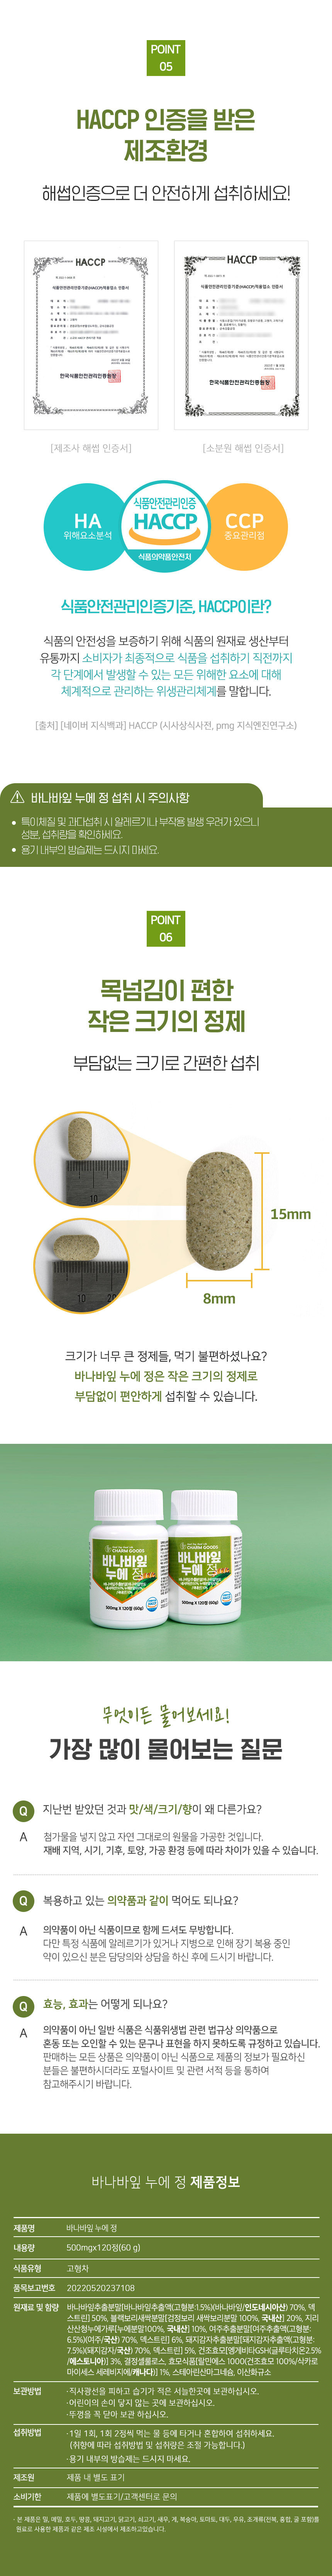 POINT
05
HACCP 인증을 받은
제조환경
해썹인증으로 더 안전하게 섭취하세요!
HACCP
식품안전관리인증기준(HACCP)적용업소 인증서
한국식품안전관리인증원장
HACCP
식품안전관리인증기준(HACCP)적용업소 인증서
한국식품안전관리인증원장
[제조사 해썹 인증서]
[소분원 해썹 인증서]
HA
위해요소분석
식품안전관리인증
HACCP
식품의약품안전처
CCP
중요관리점
식품안전관리인증기준, HACCP이란?
식품의 안전성을 보증하기 위해 식품의 원재료 생산부터
유통까지 소비자가 최종적으로 식품을 섭취하기 직전까지
각 단계에서 발생할 수 있는 모든 위해한 요소에 대해
체계적으로 관리하는 위생관리체계를 말합니다.
[출처] [네이버 지식백과] HACCP (시사상식사전, pmg 지식엔진연구소)
바나바잎 누에 정 섭취 시 주의사항
특이체질 및 과다섭취 시 알레르기나 부작용 발생 우려가 있으니
성분, 섭취량을 확인하세요.
용기 내부의 방습제는 드시지 마세요.
POINT
06
목넘김이 편한
작은 크기의 정제
부담없는 크기로 간편한 섭취
10
10
20
15mm
8mm
크기가 너무 큰 정제들, 먹기 불편하셨나요?
바나바잎 누에 정은 작은 크기의 정제로
부담없이 편안하게 섭취할 수 있습니다.
CHARM GOODS
바나바잎
누에 정
500mg X 120정 (60g)
CHARM GOODS
바나바잎
누에 정
500mg X 120정 (60g)
무엇이든 물어보세요!
가장 많이 물어보는 질문
Q 지난번 받았던 것과 맛/색/크기/향이 왜 다른가요?
A 첨가물을 넣지 않고 자연 그대로의 원물을 가공한 것입니다.
재배 지역, 시기, 기후, 토양, 가공 환경 등에 따라 차이가 있을 수 있습니다.
Q 복용하고 있는 의약품과 같이 먹어도 되나요?
A 의약품이 아닌 식품이므로 함께 드셔도 무방합니다.
다만 특정 식품에 알레르기가 있거나 지병으로 인해 장기 복용 중인
약이 있으신 분은 담당의와 상담을 하신 후에 드시기 바랍니다.
Q 효능, 효과는 어떻게 되나요?
A 의약품이 아닌 일반 식품은 식품위생법 관련 법규상 의약품으로
혼동 또는 오인할 수 있는 문구나 표현을 하지 못하도록 규정하고 있습니다.
판매하는 모든 상품은 의약품이 아닌 식품으로 제품의 정보가 필요하신
분들은 불편하시더라도 포털사이트 및 관련 서적 등을 통하여
참고해주시기 바랍니다.
바나바잎 누에 정 제품정보
제품명 바나바잎 누에 정
내용량 500mgx120정(60 g)
식품유형 고형차
품목보고번호 20220520237108
원재료 및 함량 바나바잎추출분말[바나바잎추출액(고형분:1.5%)(바나바잎/인도네시아산) 70%, 덱
스트린] 50%, 블랙보리새싹분말[검정보리 새싹보리분말 100%, 국내산] 20%, 지리
산산청누에가루[누에분말100%, 국내산] 10%, 여주추출분말[여주추출액(고형분:
6.5%)(여주/국산) 70%, 덱스트린] 6%, 돼지감자추출분말[돼지감자추출액(고형분:
7.5%)(돼지감자/국산) 70%, 덱스트린] 5%, 건조효모[엥게비티GSH(글루타치온2.5%
/에스토니아)] 3%, 결정셀룰로스, 효모식품[랄민에스 1000(건조효모 100%/삭카로
마이세스 세레비지에/캐나다)] 1%, 스테아린산마그네슘, 이산화규소
보관방법 ·직사광선을 피하고 습기가 적은 서늘한곳에 보관하십시오.
·어린이의 손이 닿지 않는 곳에 보관하십시오.
·뚜껑을 꼭 닫아 보관 하십시오.
섭취방법 ·1일 1회, 1회 2정씩 먹는 물 등에 타거나 혼합하여 섭취하세요.
(취향에 따라 섭취방법 및 섭취량은 조절 가능합니다.)
·용기 내부의 방습제는 드시지 마세요.
제조원 제품 내 별도 표기
소비기한 제품에 별도표기/고객센터로 문의
· 본 제품은 밀, 메밀, 호두, 땅콩, 돼지고기, 닭고기, 쇠고기, 새우, 게, 복숭아, 토마토, 대두, 우유, 조개류(전복, 홍합, 굴 포함)를
원료로 사용한 제품과 같은 제조 시설에서 제조하고있습니다.